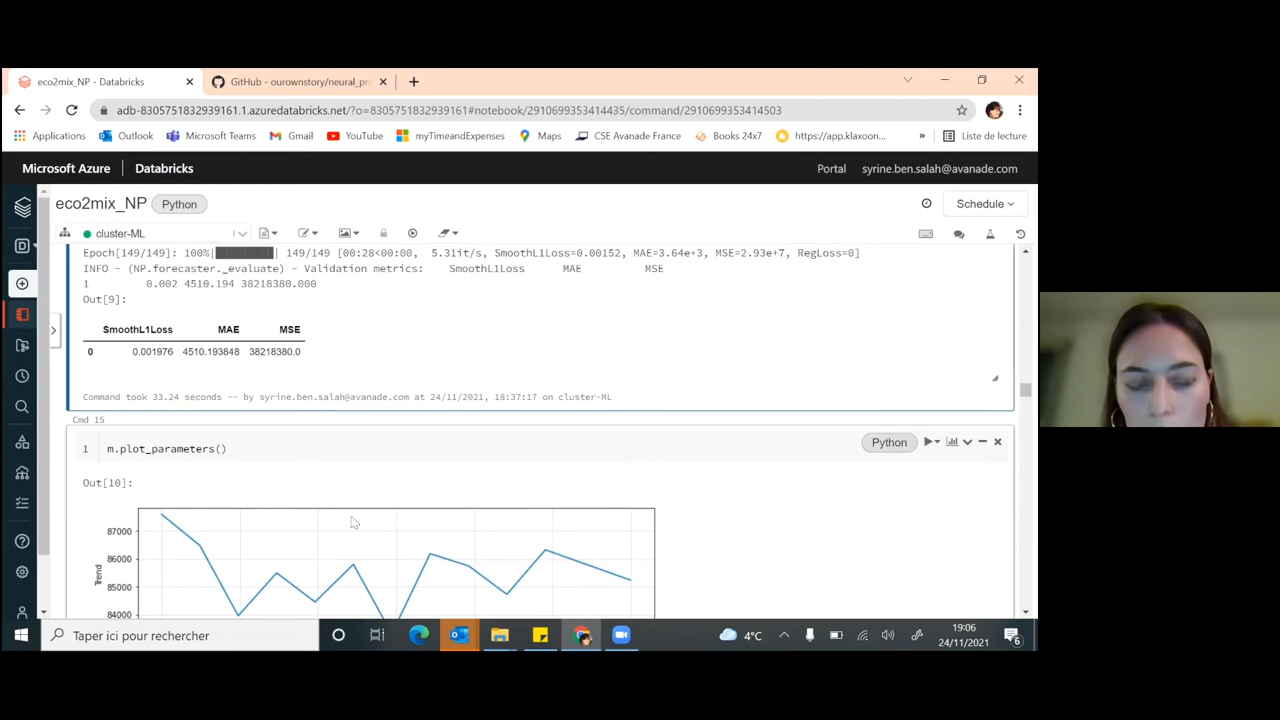 eco2mix_NP - Databricks
GitHub - ourownstory/neural_pro
adb-8305751832939161.1.azuredatabricks.net/?o=8305751832939161#notebook/2910699353414435/command/2910699353414503
Applications Outlook Microsoft Teams Gmail YouTube myTimeandExpenses Maps CSE Avanade France Books 24x7 https://app.klaxoon... » Liste de lecture
Microsoft Azure Databricks Portal syrine.ben.salah@avanade.com
eco2mix_NP Python Schedule
cluster-ML
Epoch[149/149]: 100%|██████████| 149/149 [00:28<00:00, 5.31it/s, SmoothL1Loss=0.00152, MAE=3.64e+3, MSE=2.93e+7, RegLoss=0]
INFO - (NP.forecaster._evaluate) - Validation metrics: SmoothL1Loss MAE MSE
1 0.002 4510.194 38218380.000
Out[9]:
SmoothL1Loss MAE MSE
0 0.001976 4510.193848 38218380.0
Command took 33.24 seconds -- by syrine.ben.salah@avanade.com at 24/11/2021, 18:37:17 on cluster-ML
Cmd 15
1 m.plot_parameters()
Python
Out[10]:
87000
86000
85000
84000
Trend
Taper ici pour rechercher
4°C
19:06
24/11/2021
6